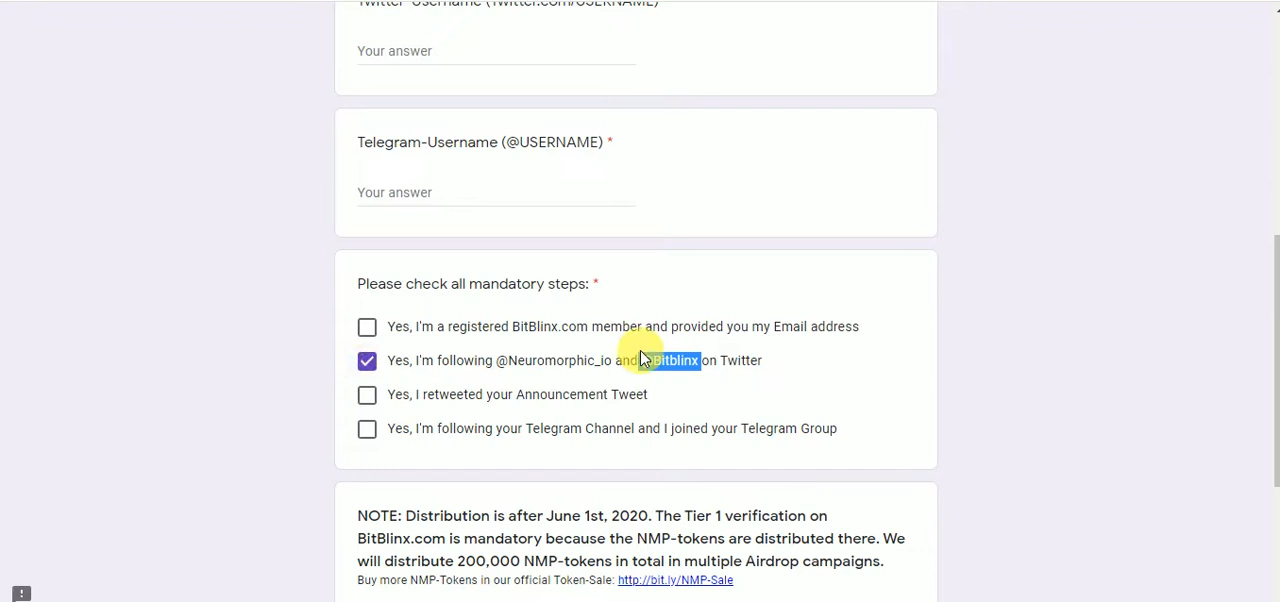 Twitter-Username (Twitter.com/USERNAME)
Your answer
Telegram-Username (@USERNAME) *
Your answer
Please check all mandatory steps: *
Yes, I'm a registered BitBlinx.com member and provided you my Email address
Yes, I'm following @Neuromorphic_io and @Bitblinx on Twitter
Yes, I retweeted your Announcement Tweet
Yes, I'm following your Telegram Channel and I joined your Telegram Group
NOTE: Distribution is after June 1st, 2020. The Tier 1 verification on
BitBlinx.com is mandatory because the NMP-tokens are distributed there. We
will distribute 200,000 NMP-tokens in total in multiple Airdrop campaigns.
Buy more NMP-Tokens in our official Token-Sale: http://bit.ly/NMP-Sale